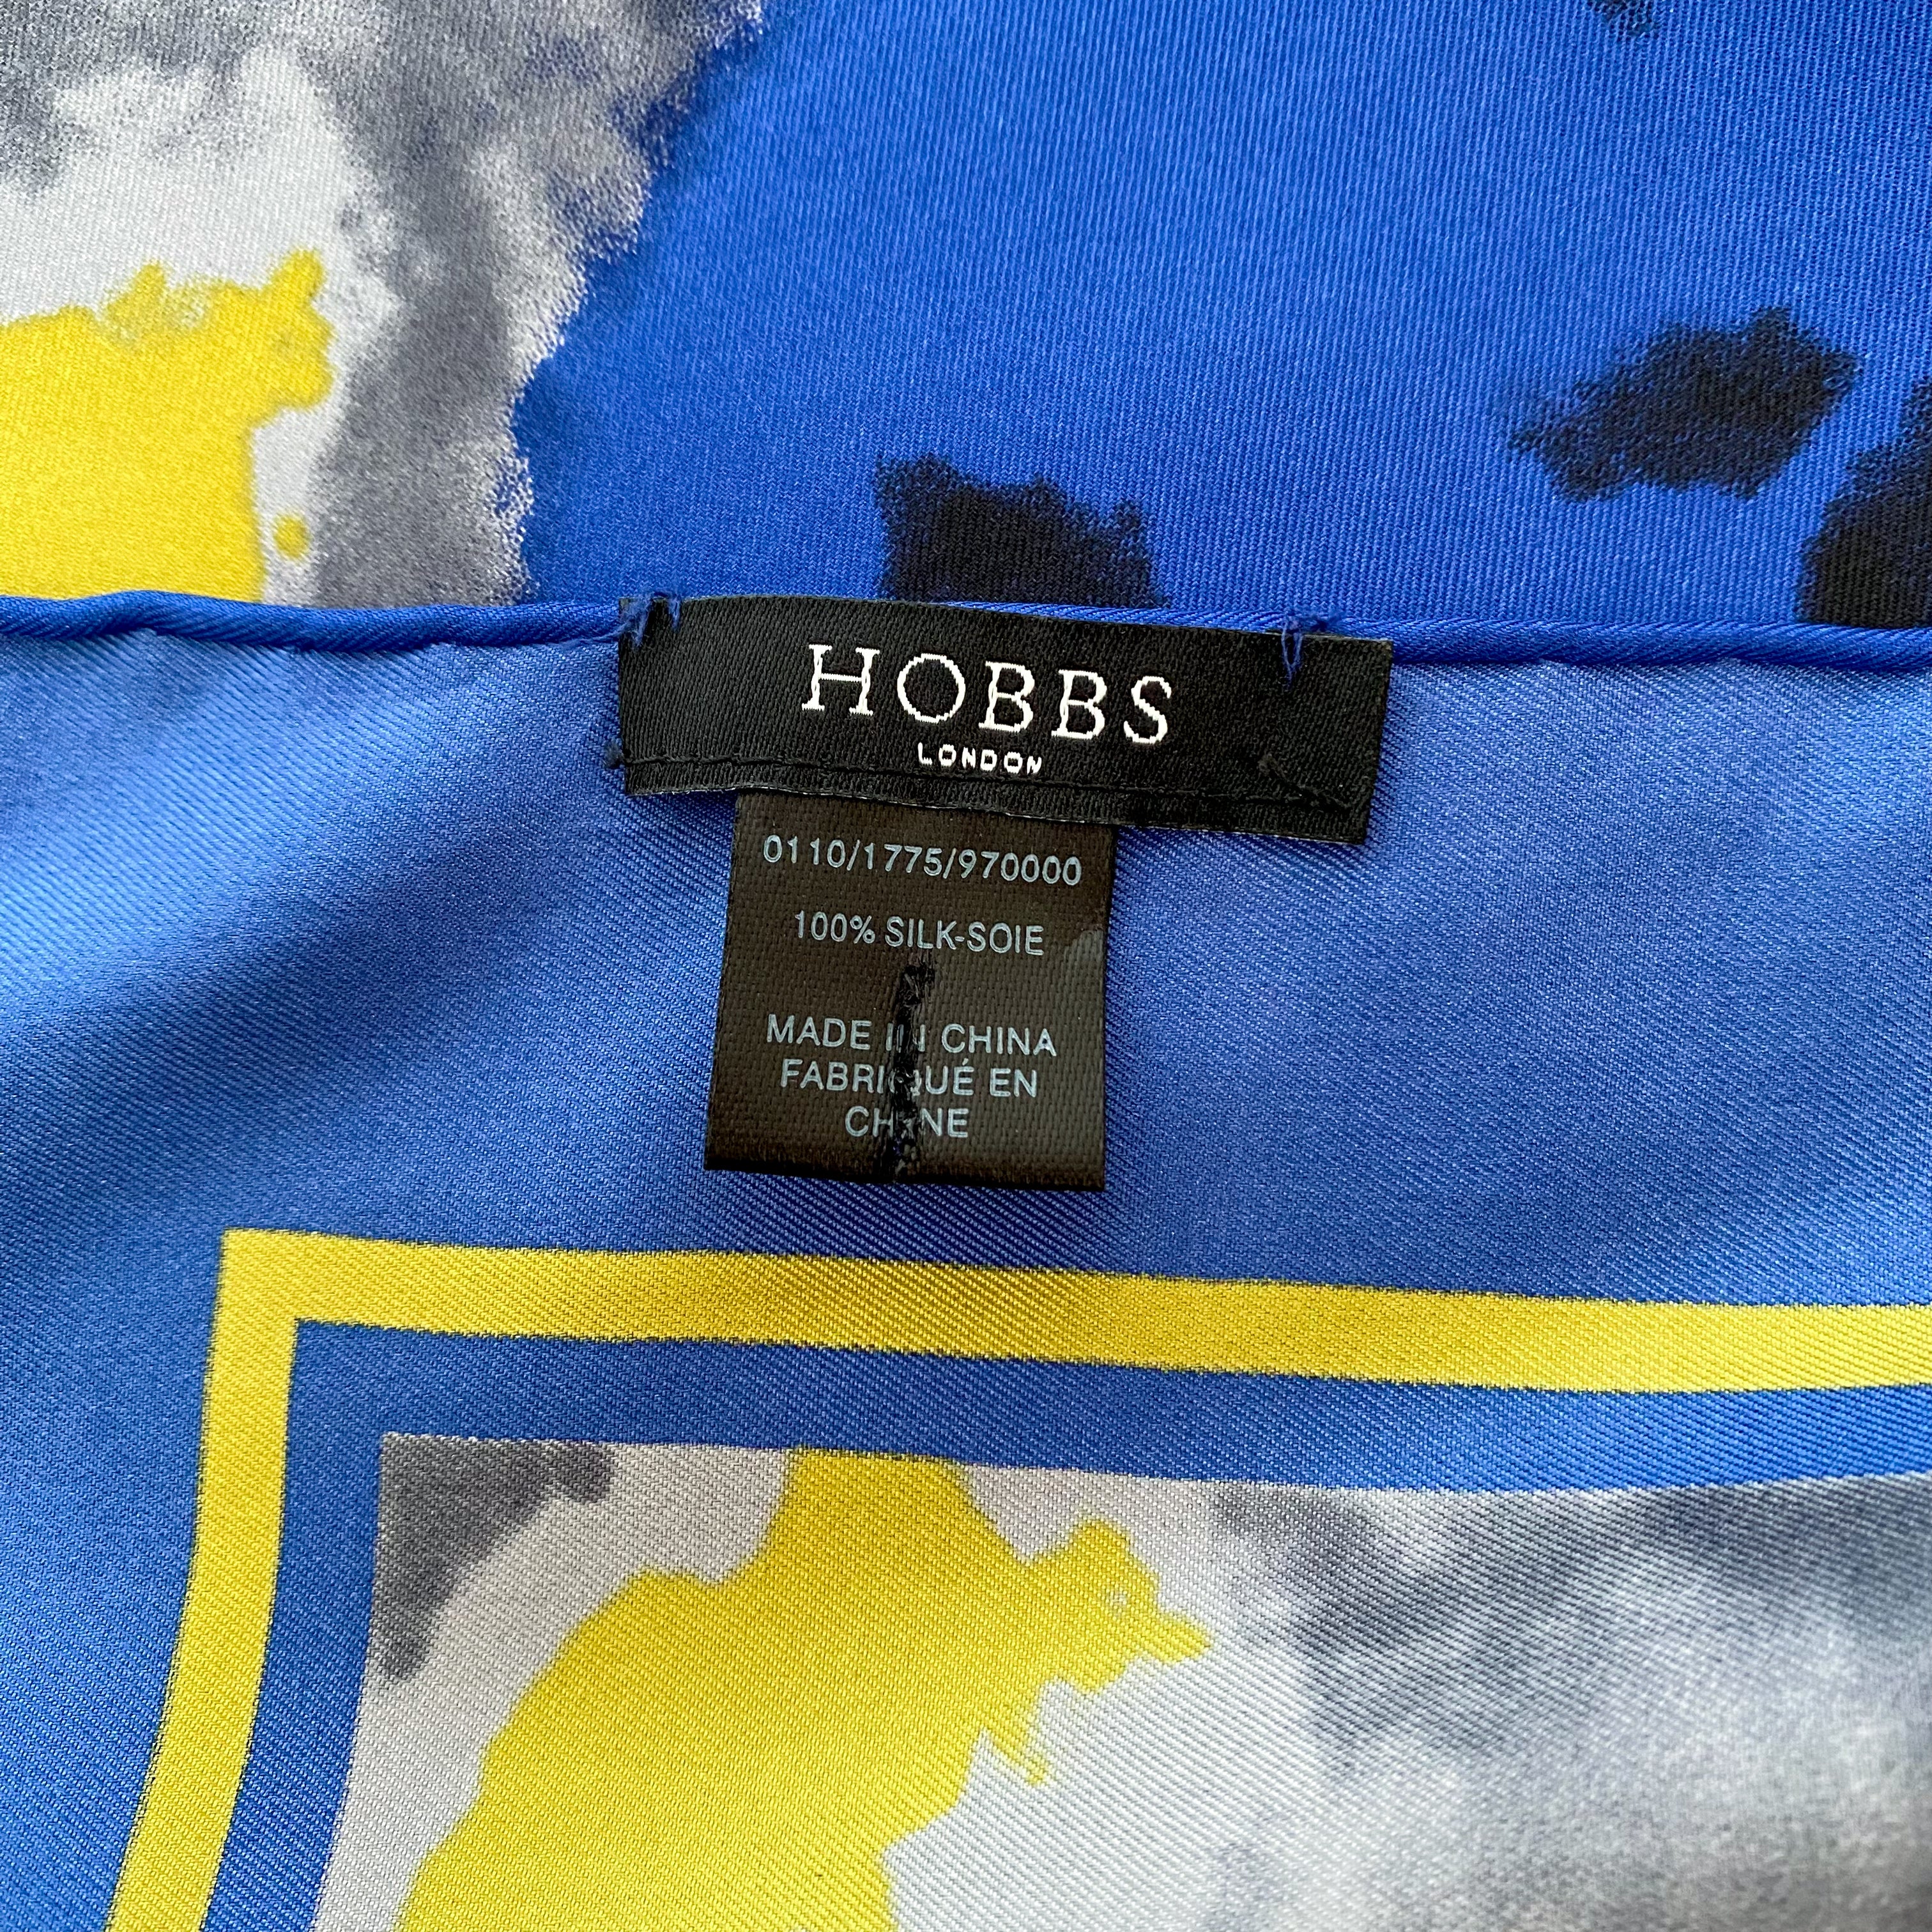 HOBBS
LONDON
0110/1775/970000
100% SILK-SOIE
MADE IN CHINA
FABRIQUÉ EN
CHINE